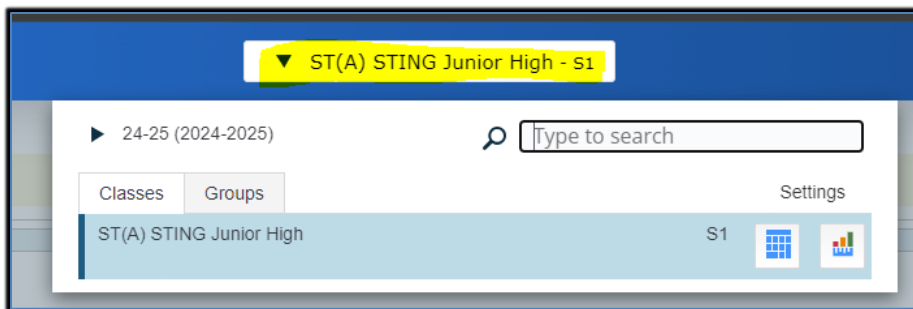 ▼ ST(A) STING Junior High - S1
▶ 24-25 (2024-2025) Type to search
Classes Groups Settings
ST(A) STING Junior High S1